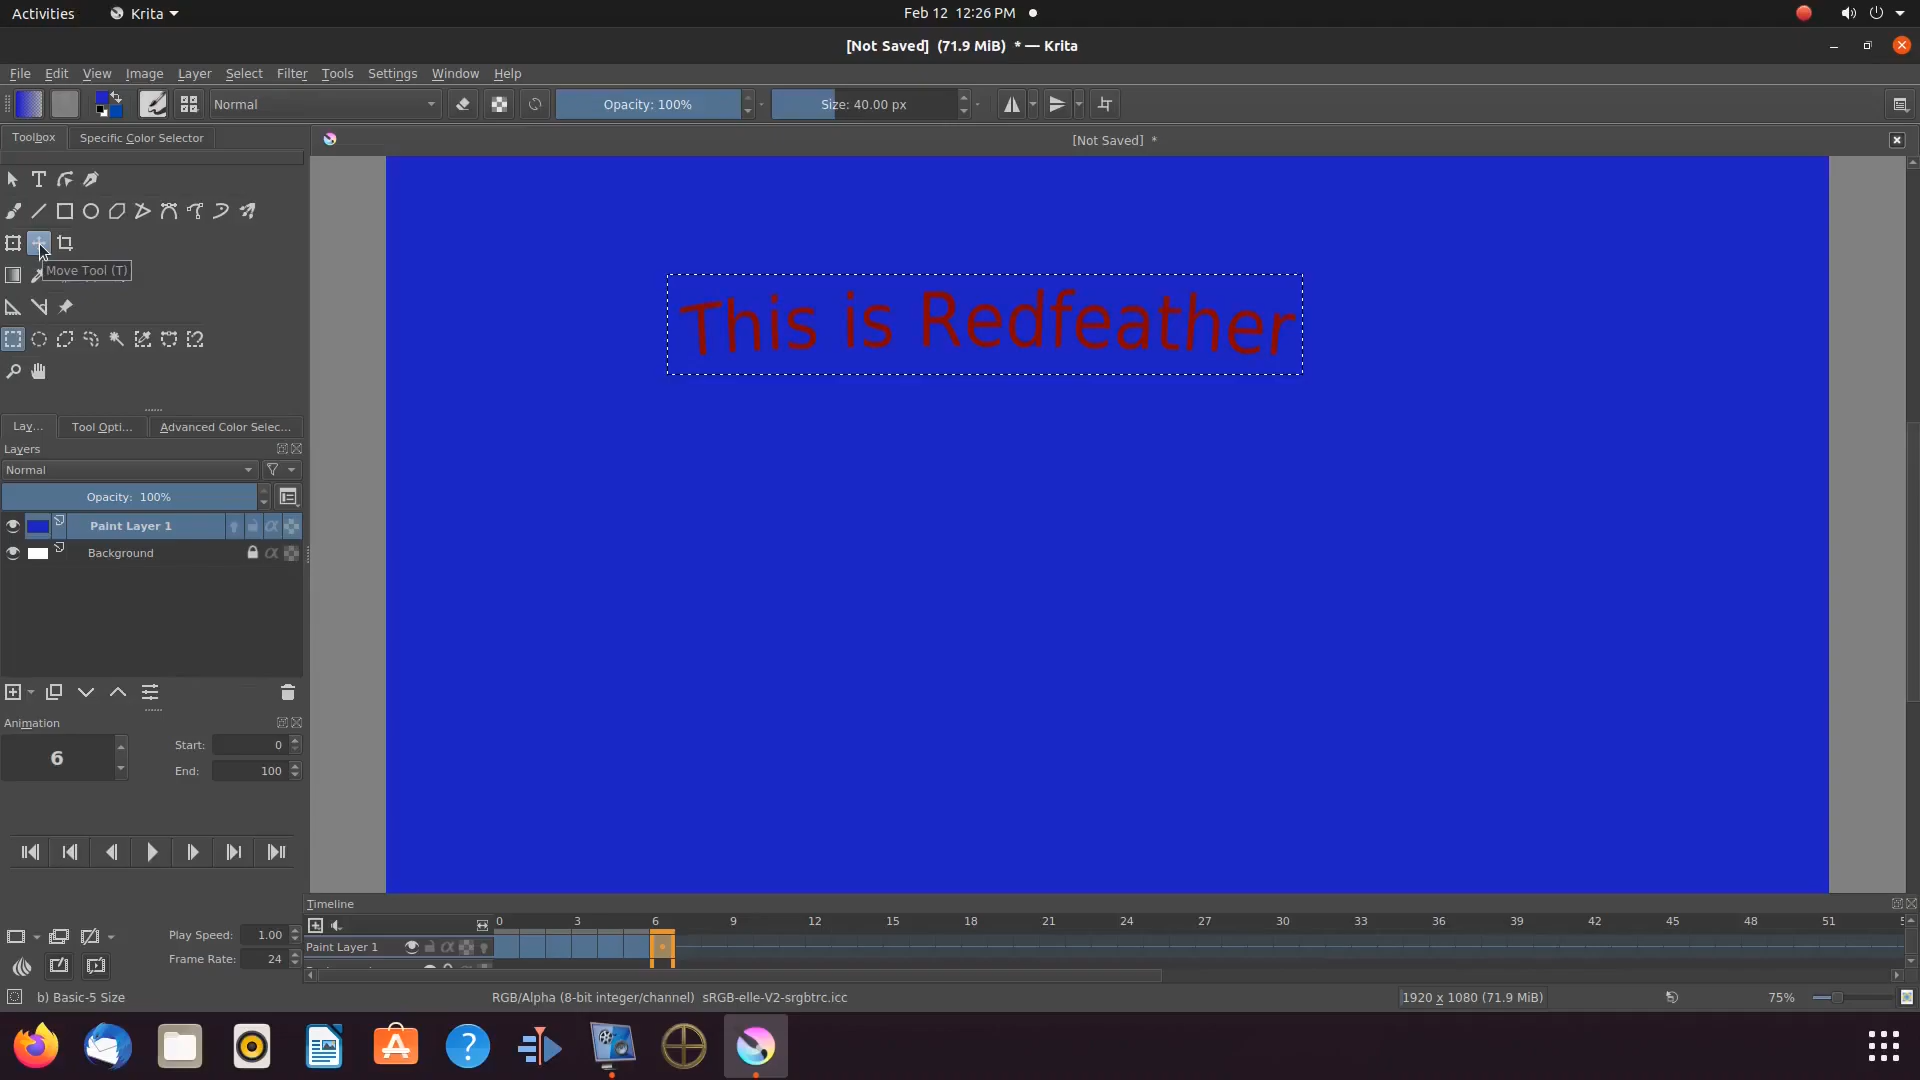 Activities Krita Feb 12 12:26 PM
[Not Saved] (71.9 MiB) * — Krita
File Edit View Image Layer Select Filter Tools Settings Window Help
Normal Opacity: 100% Size: 40.00 px
Toolbox Specific Color Selector
[Not Saved] *
Move Tool (T)
This is Redfeather
Lay... Tool Opti... Advanced Color Selec...
Layers
Normal
Opacity: 100%
Paint Layer 1
Background
Animation
6 Start: 0
End: 100
Timeline
0 3 6 9 12 15 18 21 24 27 30 33 36 39 42 45 48 51
Play Speed: 1.00
Paint Layer 1
Frame Rate: 24
b) Basic-5 Size RGB/Alpha (8-bit integer/channel) sRGB-elle-V2-srgbtrc.icc 1920 x 1080 (71.9 MiB) 75%